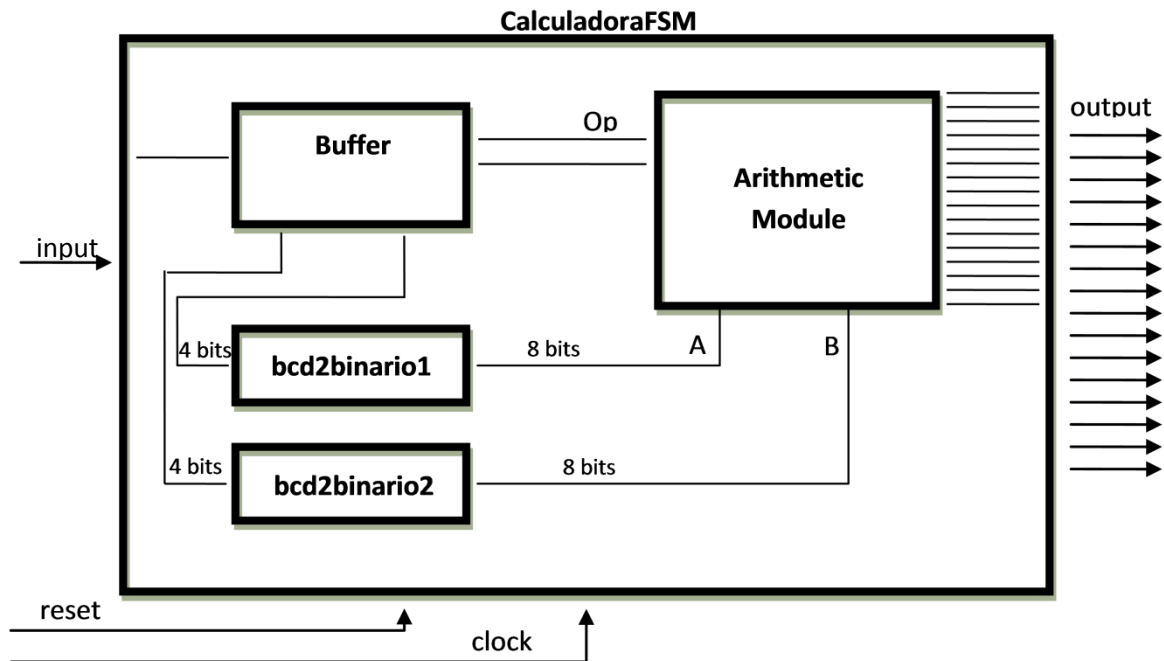 CalculadoraFSM
Buffer
Op
Arithmetic
Module
output
input
4 bits
bcd2binario1
8 bits
A
B
4 bits
bcd2binario2
8 bits
reset
clock